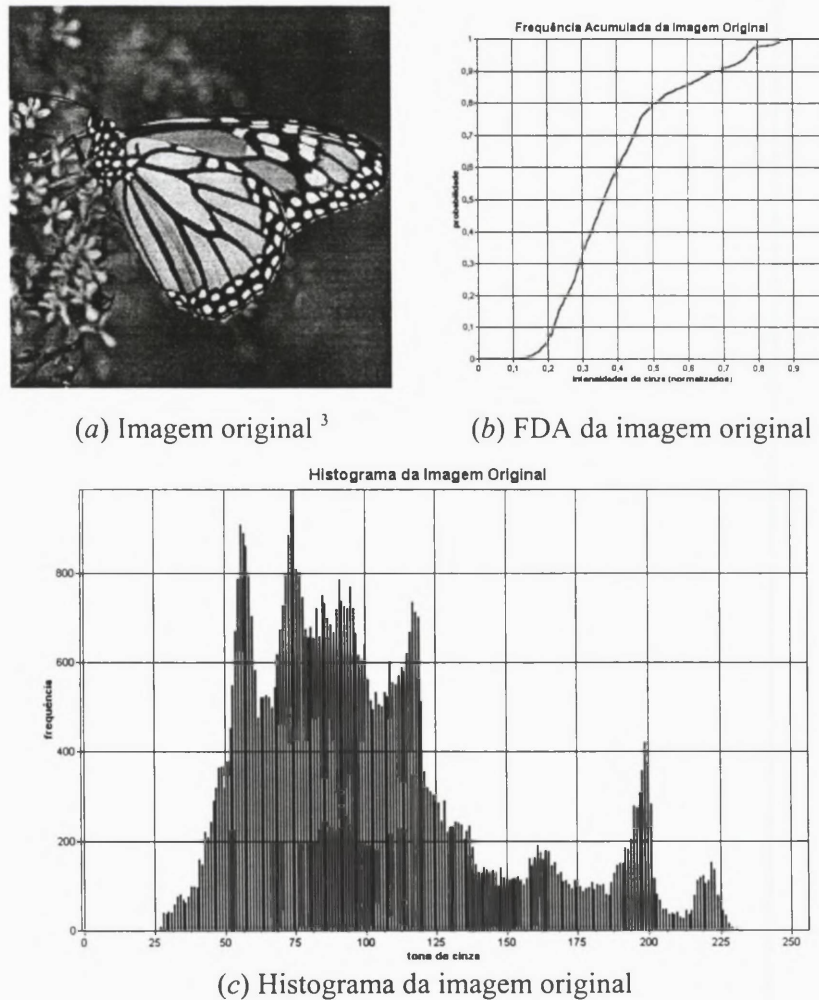 Frequência Acumulada da Imagem Original
1
0,9
0,8
0,7
0,6
0,5
0,4
0,3
0,2
0,1
0
probabilidade
0 0,1 0,2 0,3 0,4 0,5 0,6 0,7 0,8 0,9
intensidades de cinza (normalizados)
(a) Imagem original 3
(b) FDA da imagem original
Histograma da Imagem Original
800
600
400
200
0
frequência
0 25 50 75 100 125 150 175 200 225 250
tons de cinza
(c) Histograma da imagem original